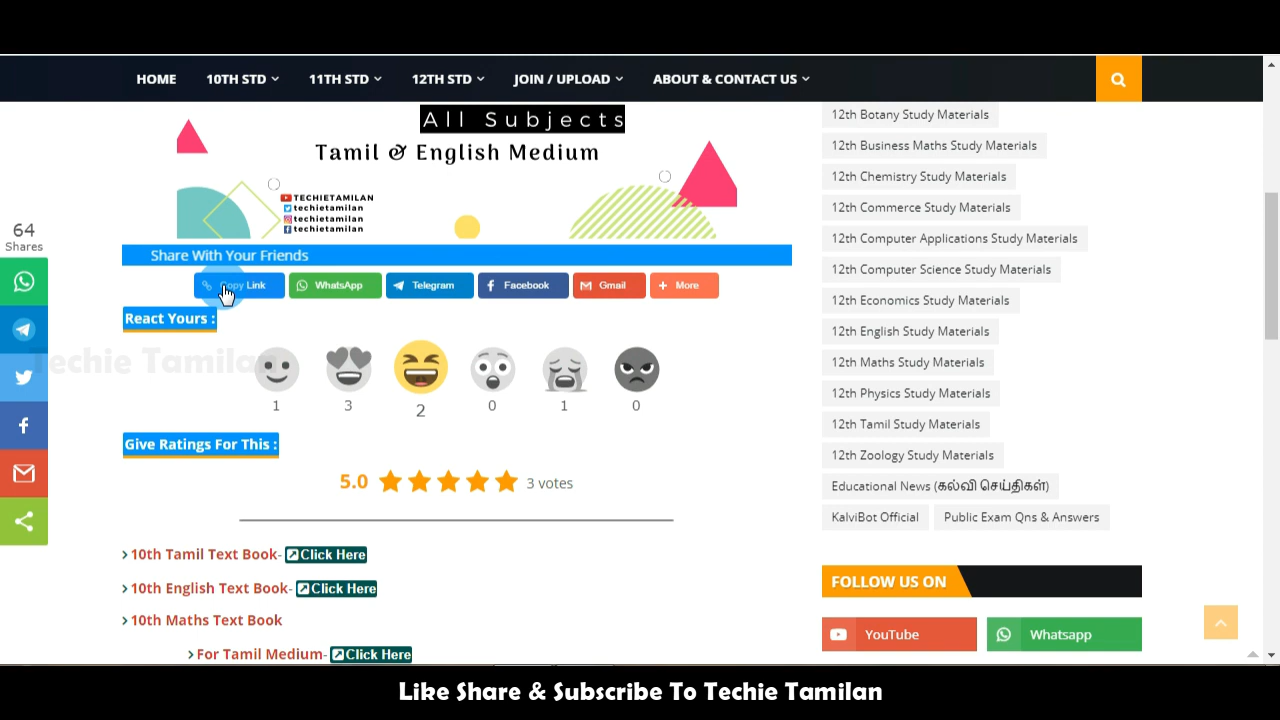 HOME 10TH STD 11TH STD 12TH STD JOIN / UPLOAD ABOUT & CONTACT US
All Subjects
Tamil & English Medium
TECHIETAMILAN
techietamilan
techietamilan
techietamilan
64
Shares
Share With Your Friends
Copy Link WhatsApp Telegram Facebook Gmail More
React Yours :
Techie Tamilan
1 3 2 0 1 0
Give Ratings For This :
5.0 3 votes
10th Tamil Text Book- Click Here
10th English Text Book- Click Here
10th Maths Text Book
For Tamil Medium- Click Here
12th Botany Study Materials
12th Business Maths Study Materials
12th Chemistry Study Materials
12th Commerce Study Materials
12th Computer Applications Study Materials
12th Computer Science Study Materials
12th Economics Study Materials
12th English Study Materials
12th Maths Study Materials
12th Physics Study Materials
12th Tamil Study Materials
12th Zoology Study Materials
Educational News (கல்வி செய்திகள்)
KalviBot Official Public Exam Qns & Answers
FOLLOW US ON
YouTube Whatsapp
Like Share & Subscribe To Techie Tamilan